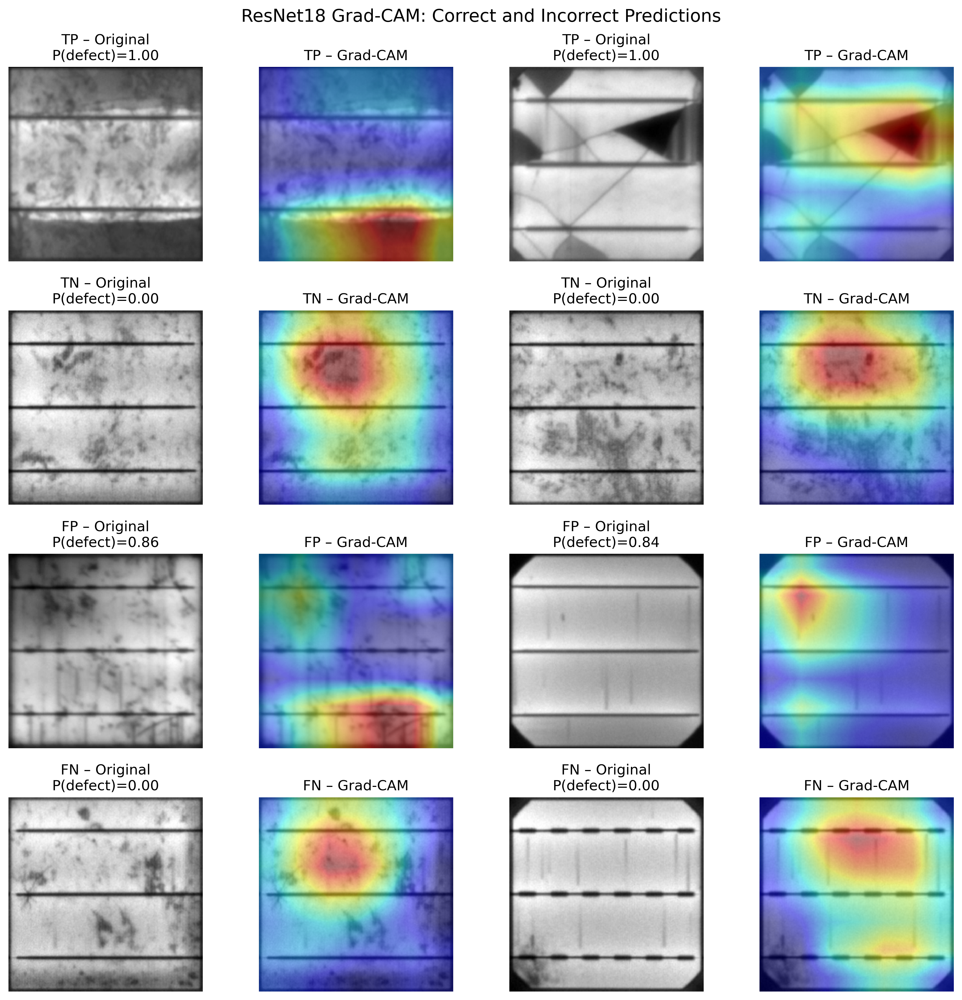 ResNet18 Grad-CAM: Correct and Incorrect Predictions
TP – Original
P(defect)=1.00
TP – Grad-CAM
TP – Original
P(defect)=1.00
TP – Grad-CAM
TN – Original
P(defect)=0.00
TN – Grad-CAM
TN – Original
P(defect)=0.00
TN – Grad-CAM
FP – Original
P(defect)=0.86
FP – Grad-CAM
FP – Original
P(defect)=0.84
FP – Grad-CAM
FN – Original
P(defect)=0.00
FN – Grad-CAM
FN – Original
P(defect)=0.00
FN – Grad-CAM